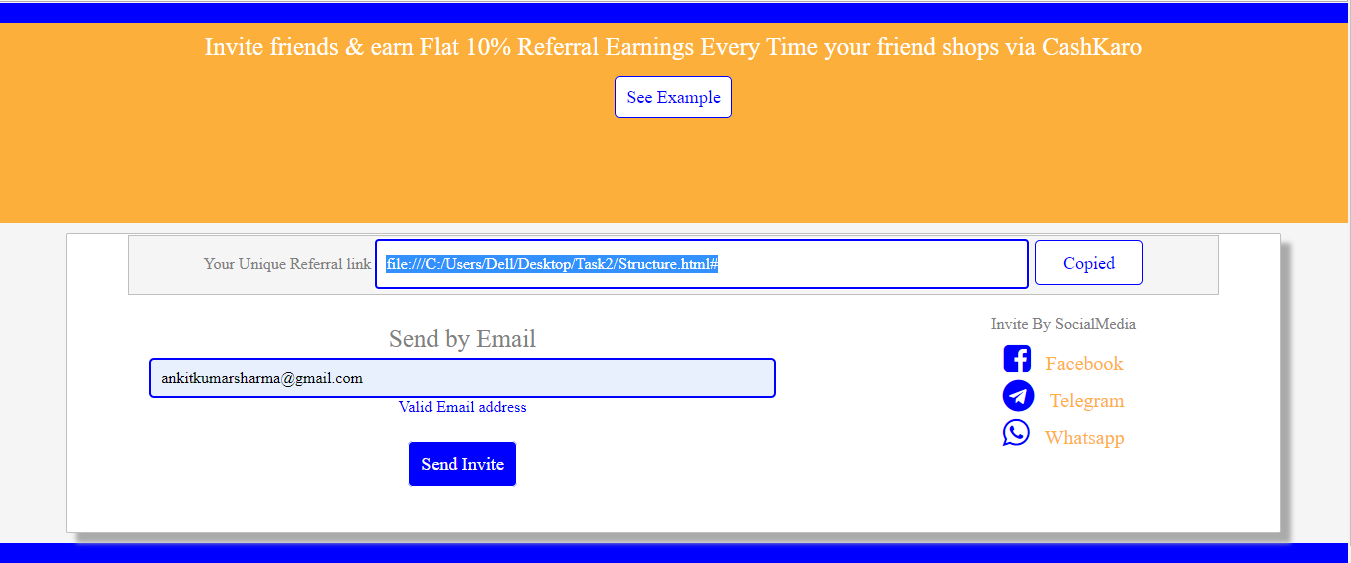 Invite friends & earn Flat 10% Referral Earnings Every Time your friend shops via CashKaro
See Example
Your Unique Referral link file:///C:/Users/Dell/Desktop/Task2/Structure.html# Copied
Send by Email
ankitkumarsharma@gmail.com
Valid Email address
Send Invite
Invite By SocialMedia
Facebook
Telegram
Whatsapp